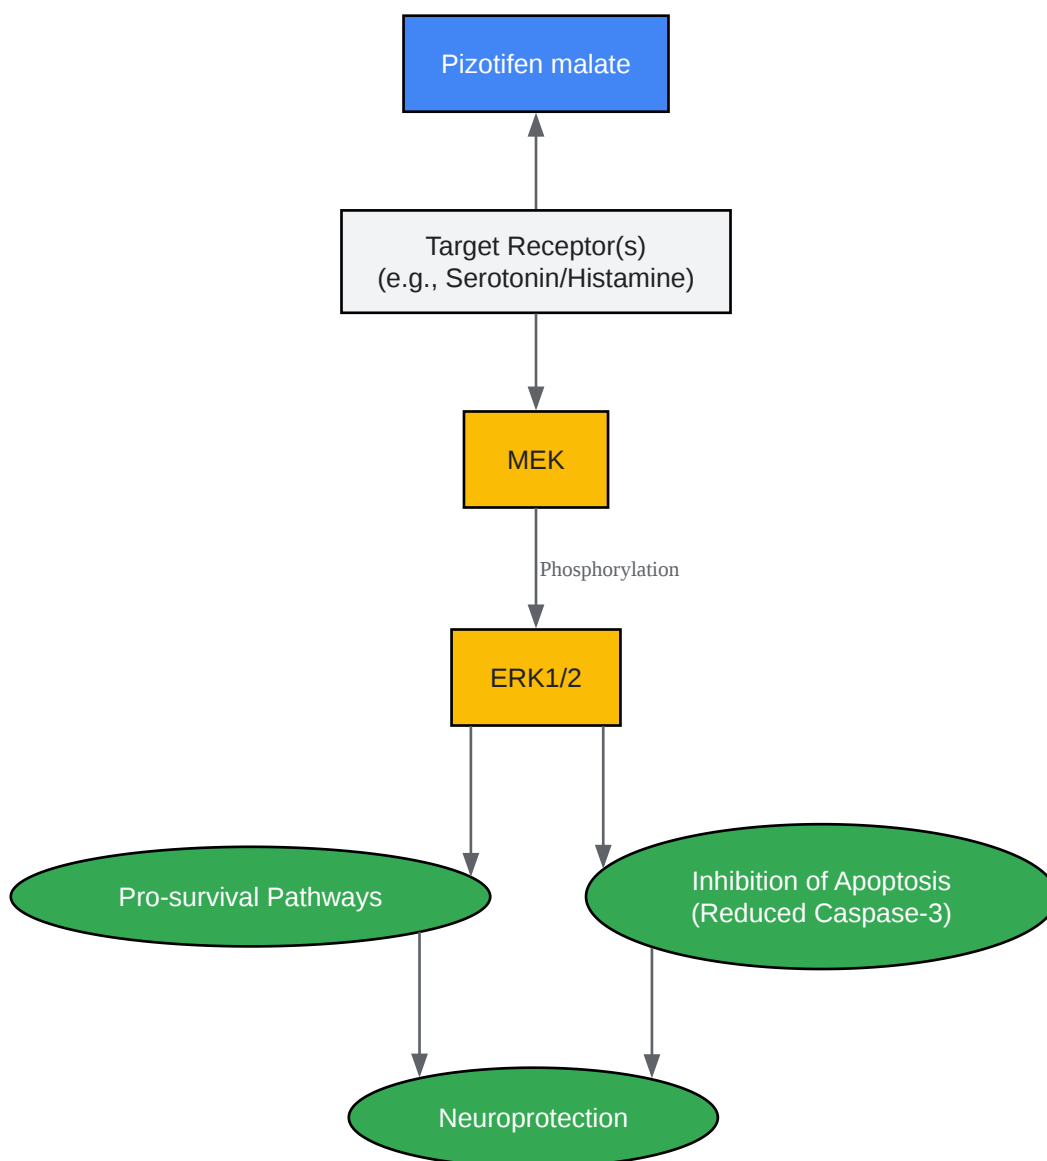 Pizotifen malate
Target Receptor(s)
(e.g., Serotonin/Histamine)
MEK
Phosphorylation
ERK1/2
Pro-survival Pathways
Inhibition of Apoptosis
(Reduced Caspase-3)
Neuroprotection